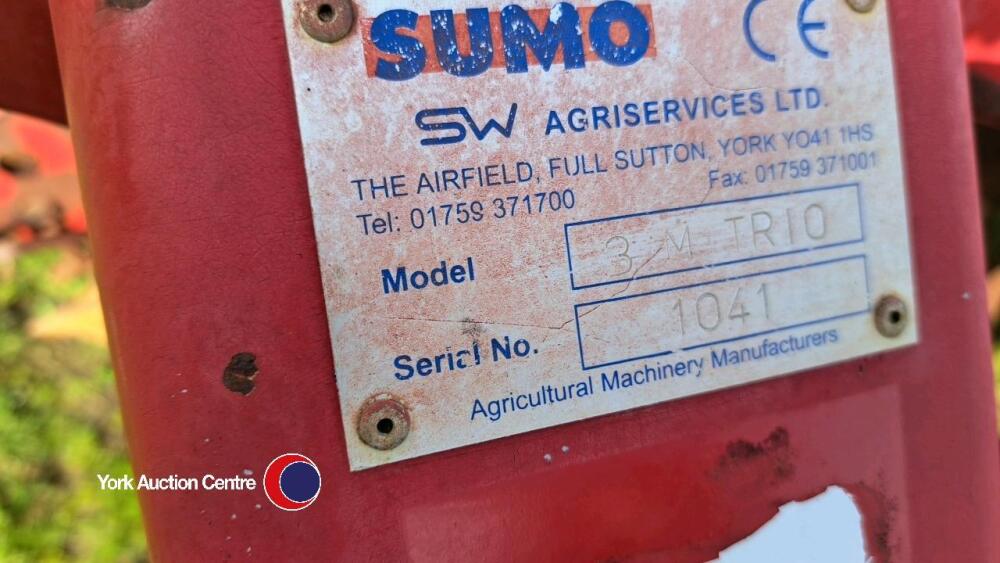 SUMO
CE
SW AGRISERVICES LTD.
THE AIRFIELD, FULL SUTTON, YORK YO41 1HS
Tel: 01759 371700
Fax: 01759 371001
Model 3 M TRIO
Serial No. 1041
Agricultural Machinery Manufacturers
York Auction Centre